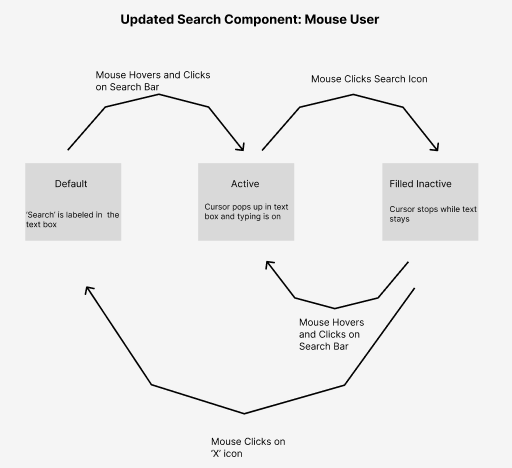 Updated Search Component: Mouse User
Mouse Hovers and Clicks
on Search Bar
Mouse Clicks Search Icon
Default
'Search' is labeled in  the
text box
Active
Cursor pops up in text
box and typing is on
Filled Inactive
Cursor stops while text
stays
Mouse Hovers
and Clicks on
Search Bar
Mouse Clicks on
'X' icon